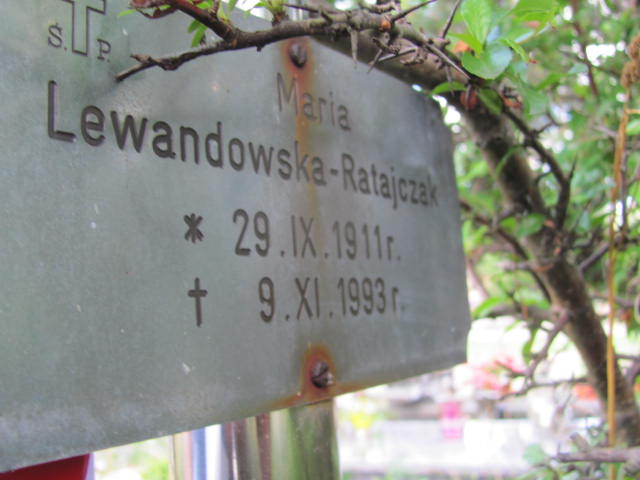 Ś.P.
Maria
Lewandowska-Ratajczak
* 29.IX.1911r.
† 9.XI.1993r.